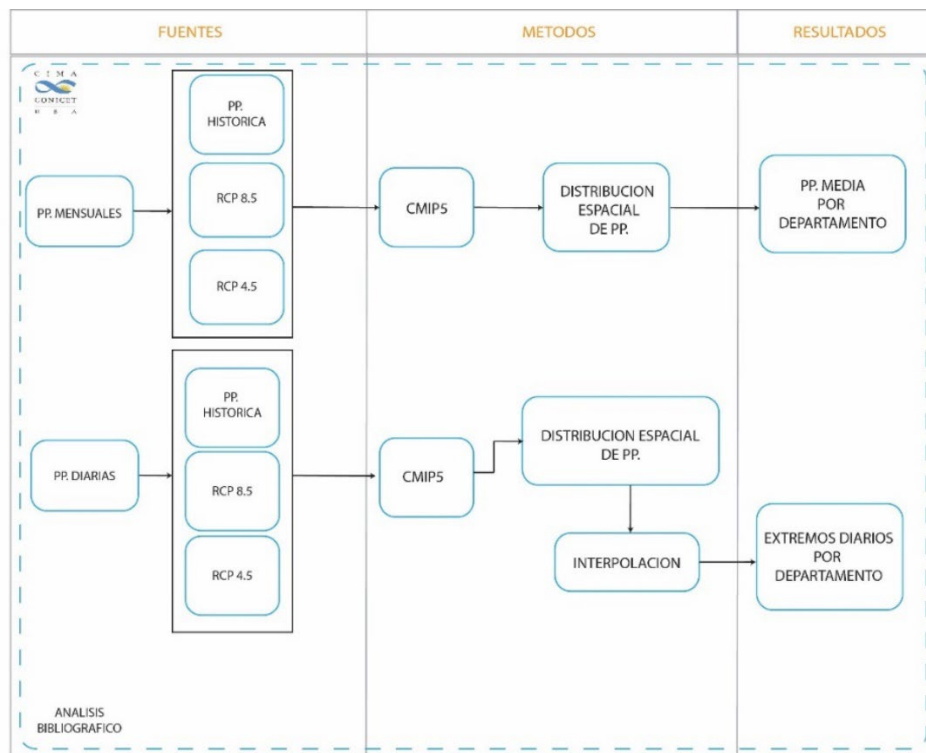 FUENTES
METODOS
RESULTADOS
CIMA
CONICET
UBA
PP.
HISTORICA
PP. MENSUALES
RCP 8.5
RCP 4.5
CMIP5
DISTRIBUCION
ESPACIAL
DE PP.
PP. MEDIA
POR
DEPARTAMENTO
PP.
HISTORICA
PP. DIARIAS
RCP 8.5
RCP 4.5
CMIP5
DISTRIBUCION ESPACIAL
DE PP.
INTERPOLACION
EXTREMOS DIARIOS
POR
DEPARTAMENTO
ANALISIS
BIBLIOGRAFICO